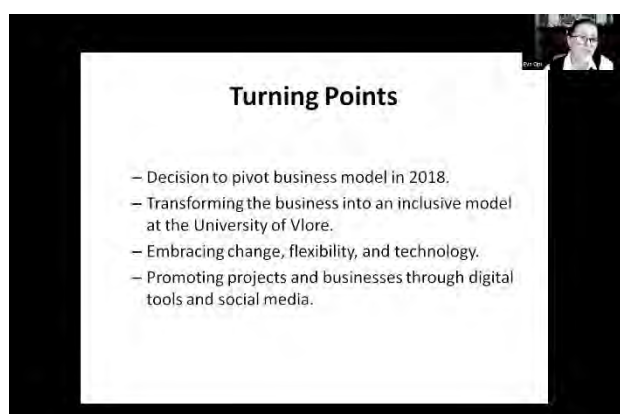 Turning Points
– Decision to pivot business model in 2018.
– Transforming the business into an inclusive model
at the University of Vlore.
– Embracing change, flexibility, and technology.
– Promoting projects and businesses through digital
tools and social media.